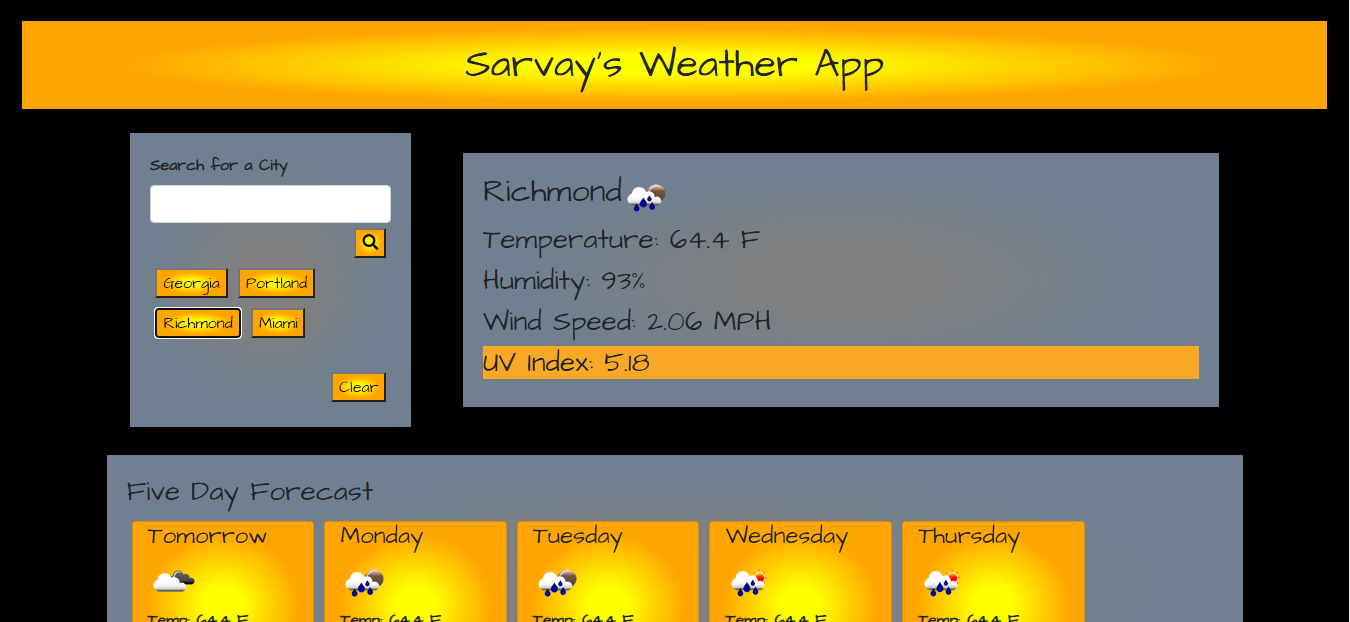 Sarvay's Weather App
Search for a City
Georgia Portland
Richmond Miami
Clear
Richmond
Temperature: 64.4 F
Humidity: 93%
Wind Speed: 2.06 MPH
UV Index: 5.18
Five Day Forecast
Tomorrow Monday Tuesday Wednesday Thursday
Temp: 64.4 F Temp: 64.4 F Temp: 64.4 F Temp: 64.4 F Temp: 64.4 F